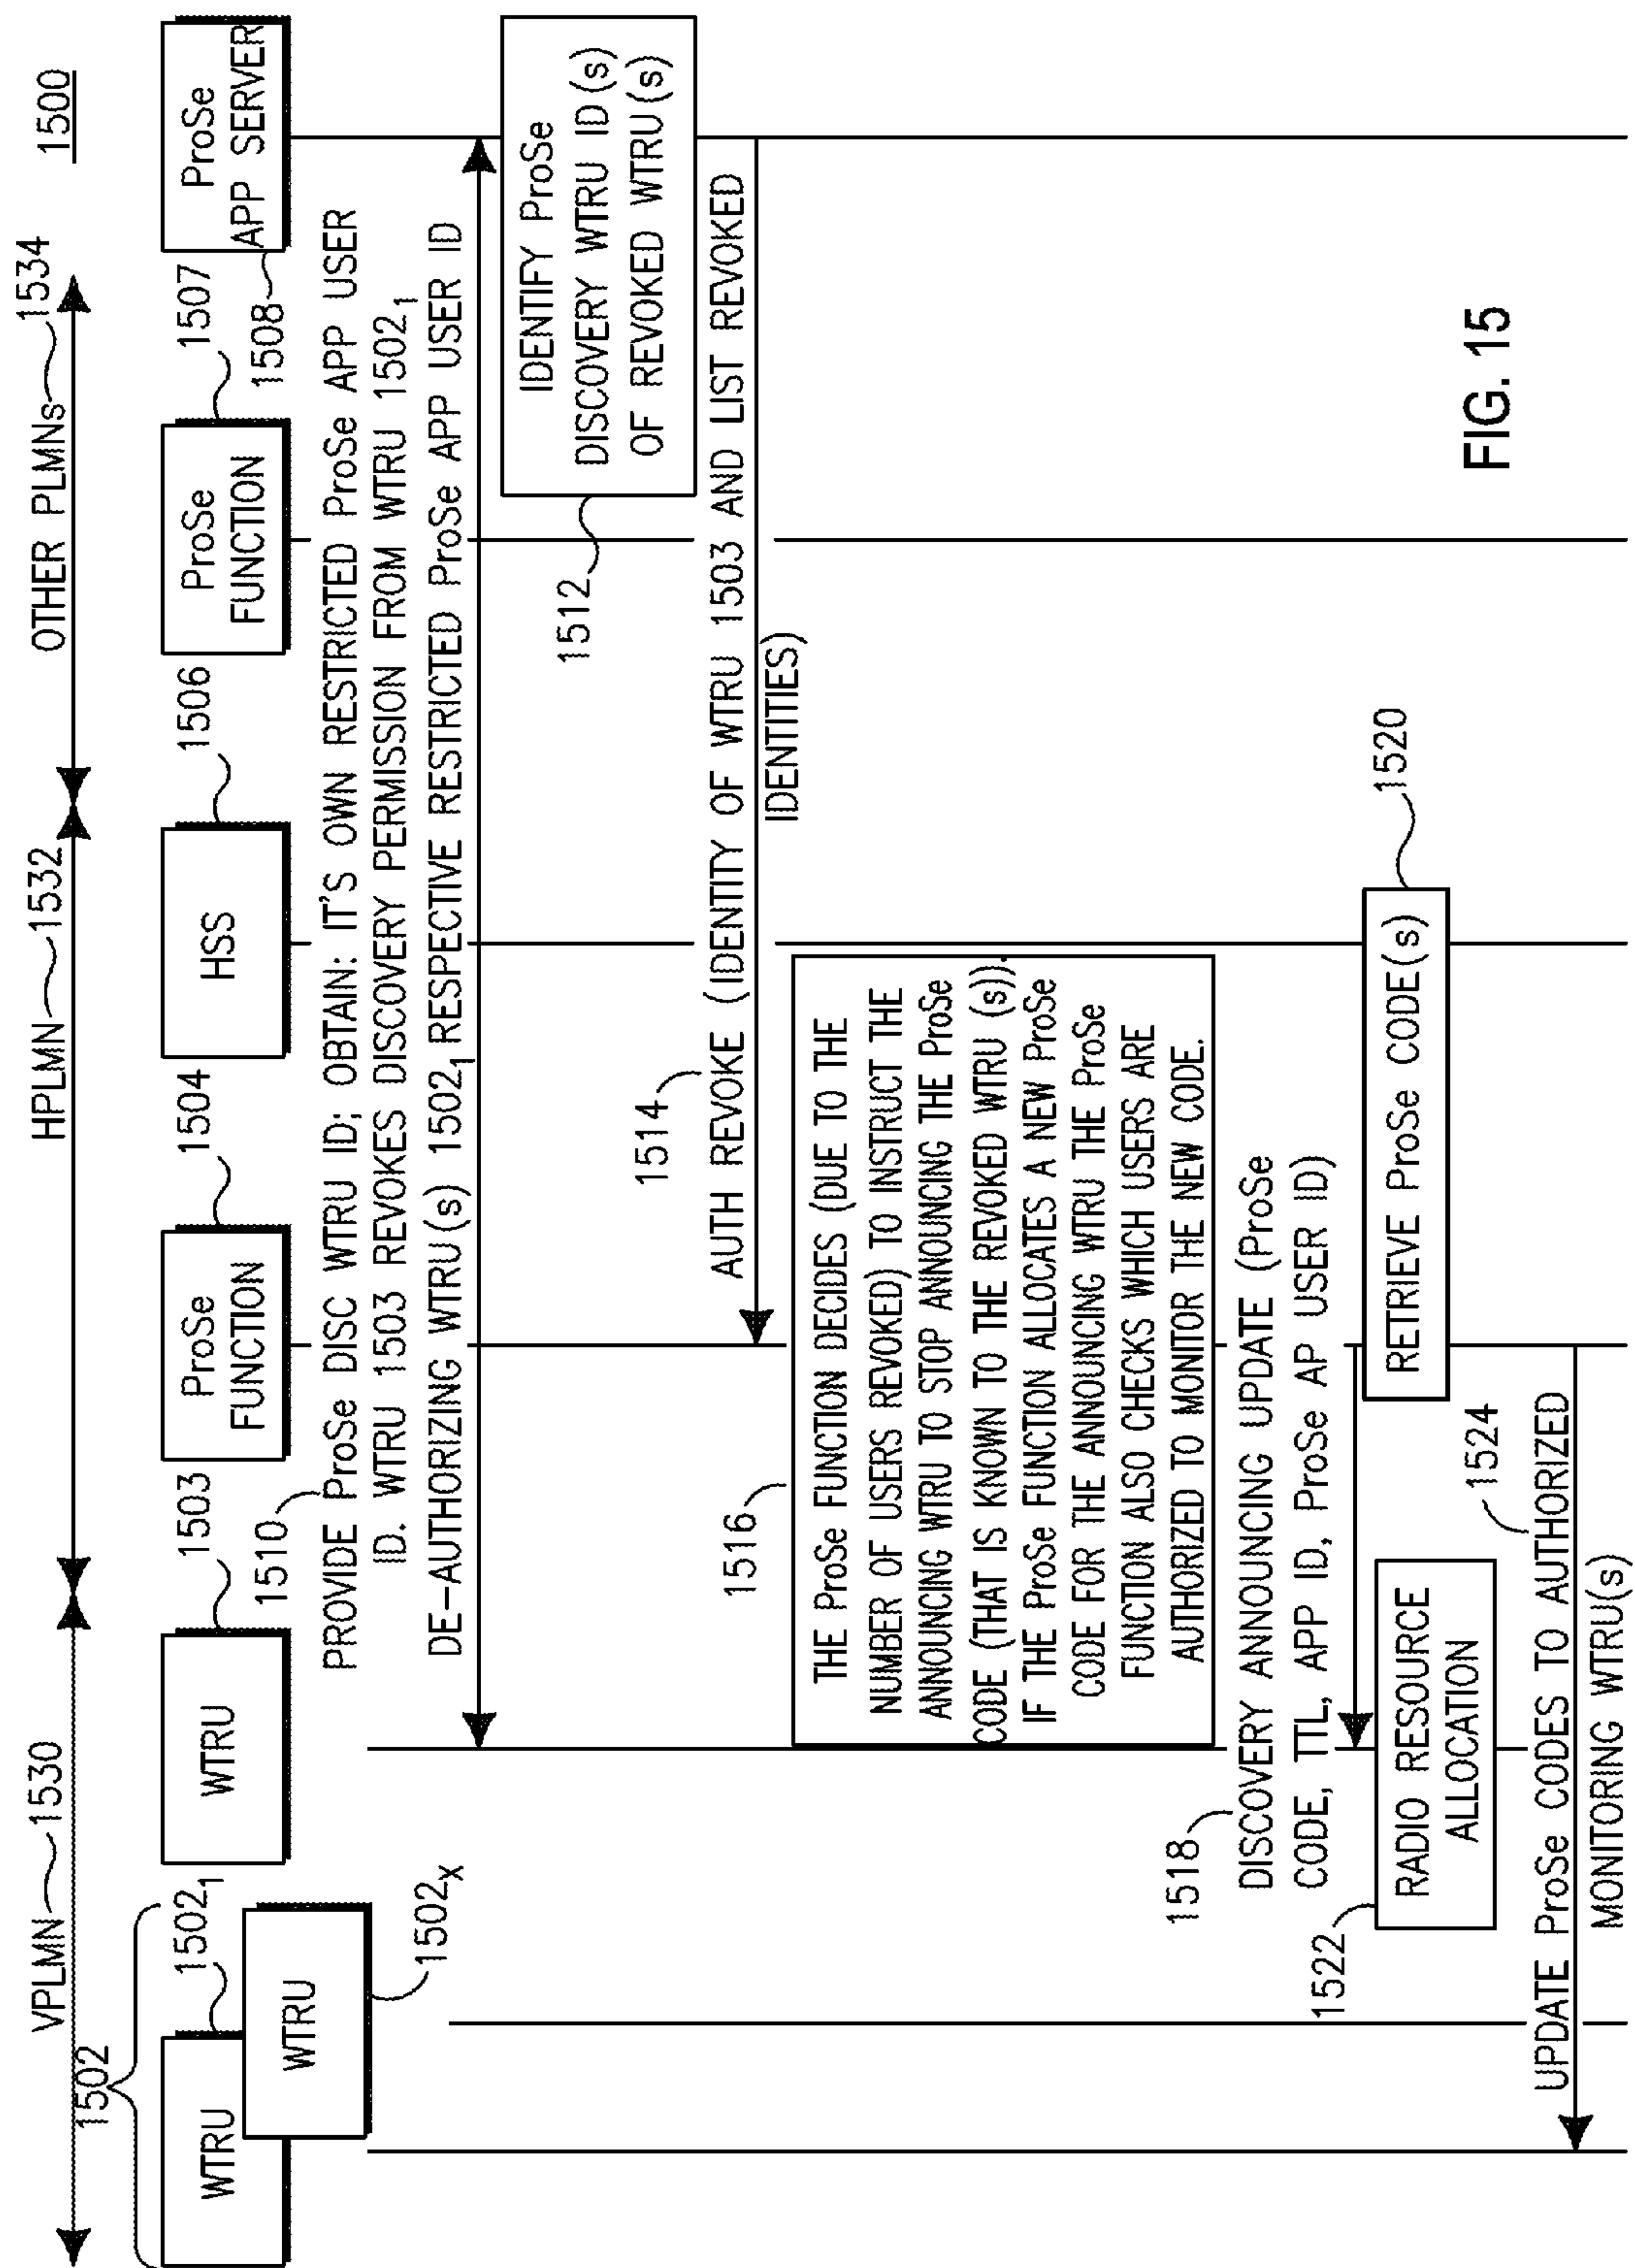 1500
VPLMN 1530
HPLMN 1532
OTHER PLMNs 1534
1502
1502₁
WTRU
WTRU
1502ₓ
WTRU
1503
ProSe
FUNCTION
1504
HSS
1506
ProSe
FUNCTION
1507
ProSe
APP SERVER
1508
1510
PROVIDE ProSe DISC WTRU ID; OBTAIN: IT'S OWN RESTRICTED ProSe APP USER
ID. WTRU 1503 REVOKES DISCOVERY PERMISSION FROM WTRU 1502₁
DE-AUTHORIZING WTRU(s) 1502₁ RESPECTIVE RESTRICTED ProSe APP USER ID
IDENTIFY ProSe
DISCOVERY WTRU ID(s)
OF REVOKED WTRU(s)
1512
1514
AUTH REVOKE (IDENTITY OF WTRU 1503 AND LIST REVOKED
IDENTITIES)
1516
THE ProSe FUNCTION DECIDES (DUE TO THE
NUMBER OF USERS REVOKED) TO INSTRUCT THE
ANNOUNCING WTRU TO STOP ANNOUNCING THE ProSe
CODE (THAT IS KNOWN TO THE REVOKED WTRU (s)).
IF THE ProSe FUNCTION ALLOCATES A NEW ProSe
CODE FOR THE ANNOUNCING WTRU THE ProSe
FUNCTION ALSO CHECKS WHICH USERS ARE
AUTHORIZED TO MONITOR THE NEW CODE.
1518
DISCOVERY ANNOUNCING UPDATE (ProSe
CODE, TTL, APP ID, ProSe AP USER ID)
RETRIEVE ProSe CODE(s)
1520
1522
RADIO RESOURCE
ALLOCATION
1524
UPDATE ProSe CODES TO AUTHORIZED
MONITORING WTRU(s)
FIG. 15